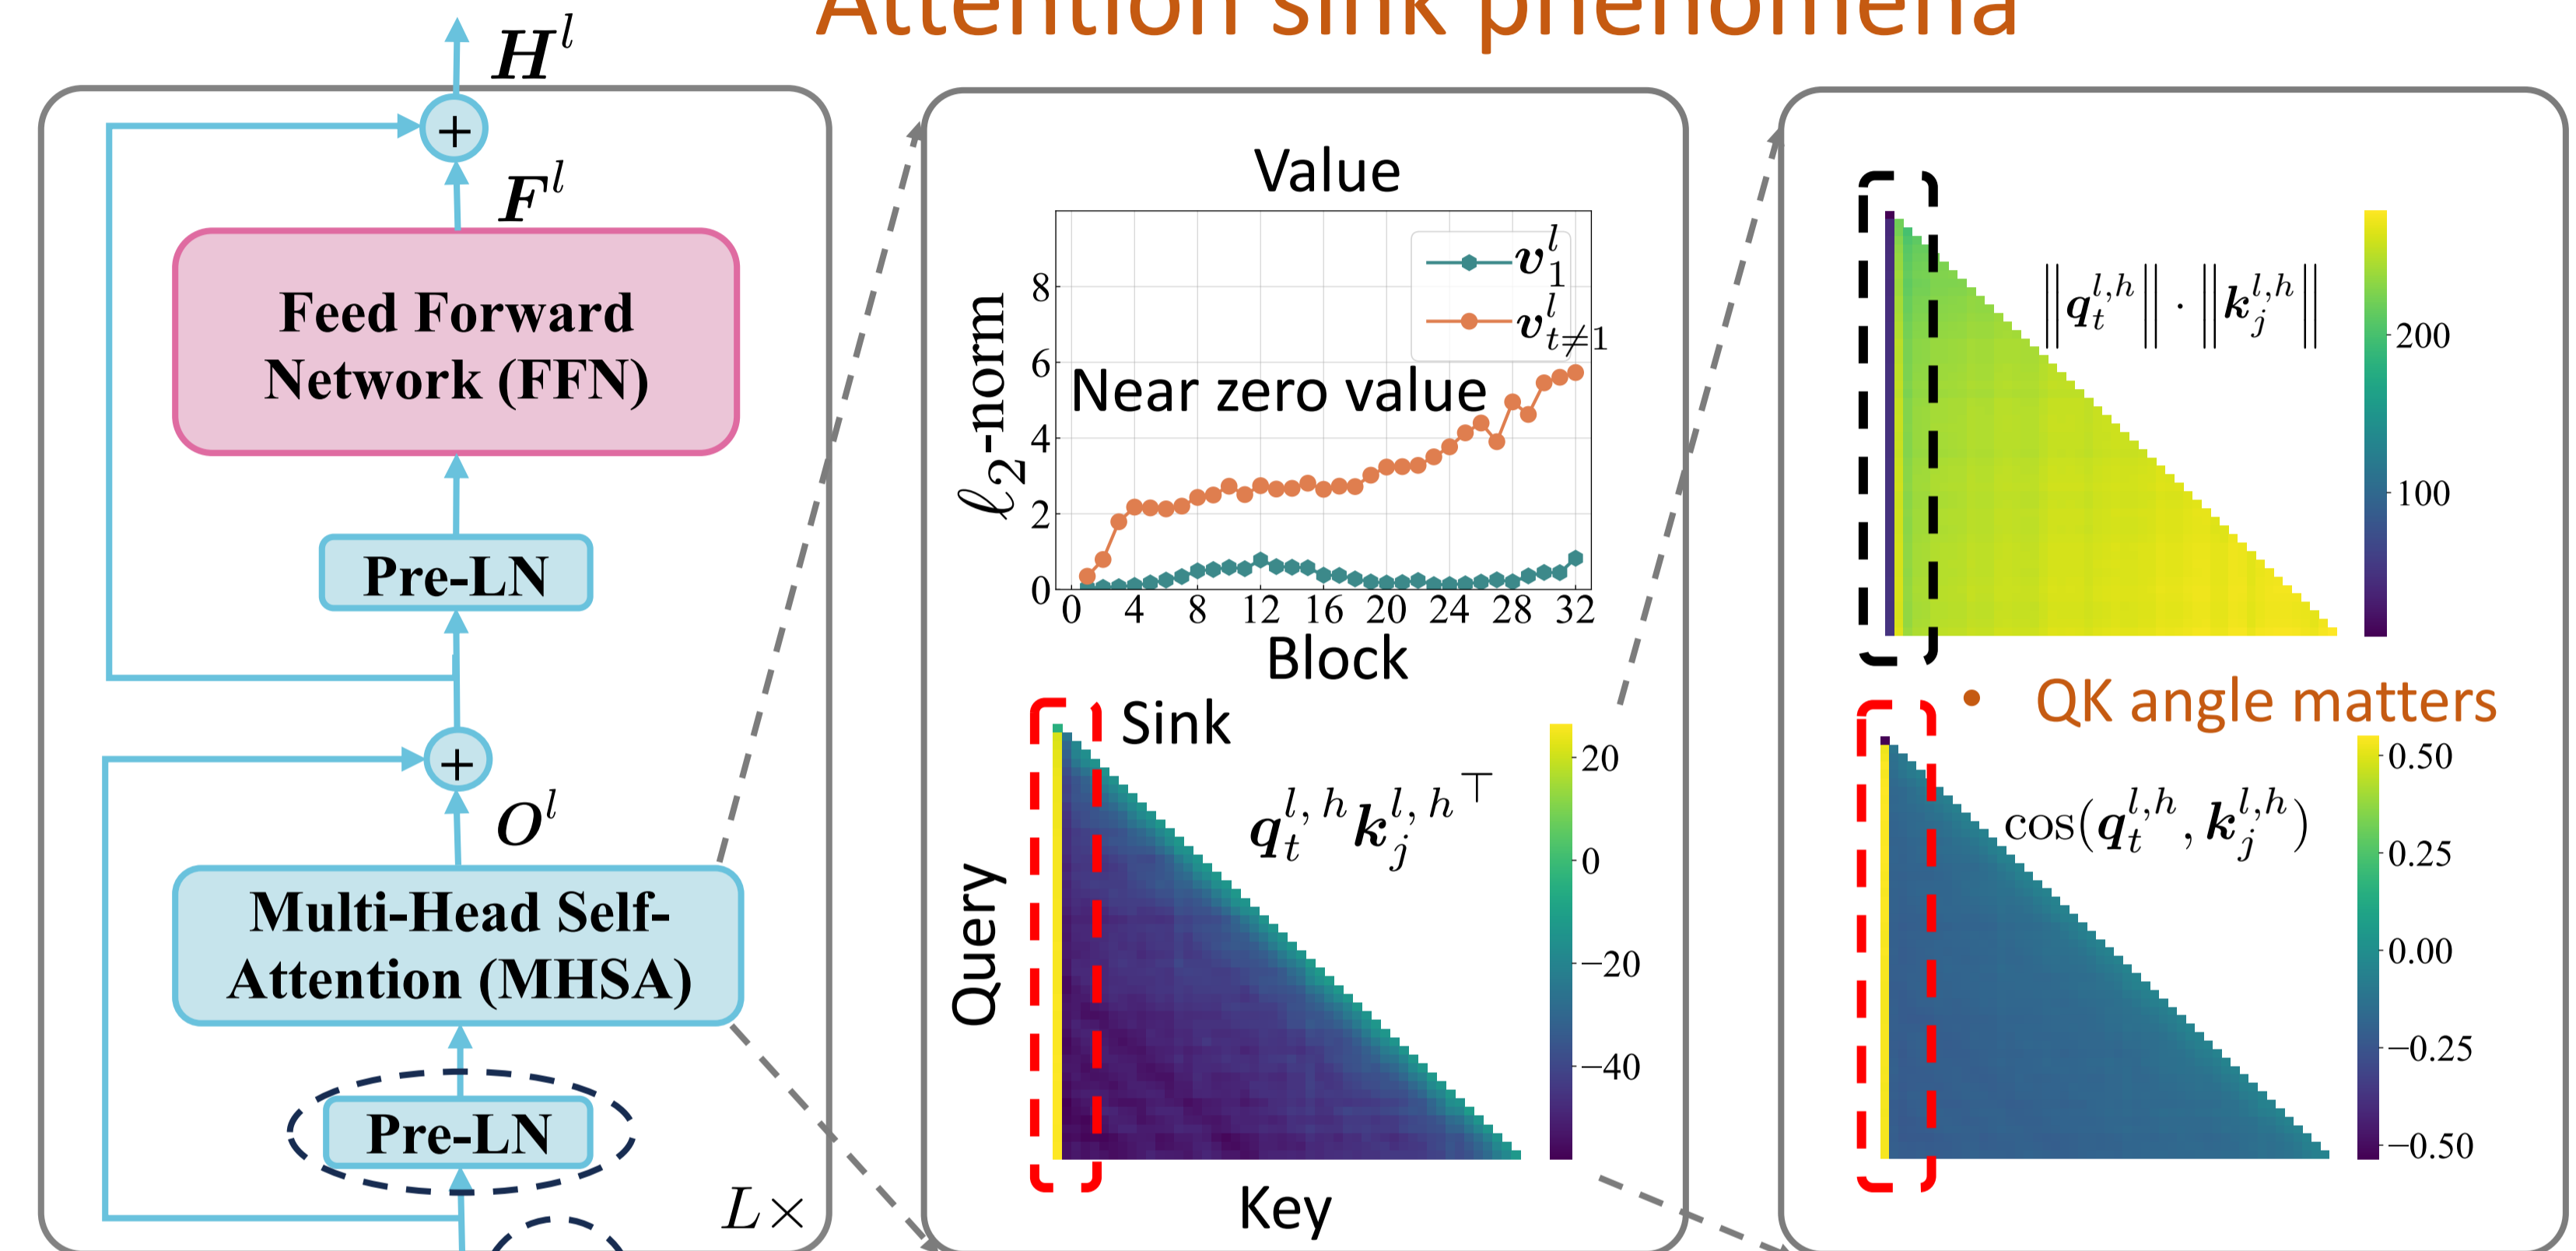 Attention sink phenomena
H^l
+
F^l
Feed Forward
Network (FFN)
Pre-LN
+
O^l
Multi-Head Self-
Attention (MHSA)
Pre-LN
L×
Value
v_1^l
v_{t≠1}^l
Near zero value
ℓ₂-norm
8
6
4
2
0
0 4 8 12 16 20 24 28 32
Block
Sink
q_t^{l, h} k_j^{l, h⊤}
Query
Key
20
0
−20
−40
‖q_t^{l,h}‖ · ‖k_j^{l,h}‖
200
100
• QK angle matters
cos(q_t^{l,h}, k_j^{l,h})
0.50
0.25
0.00
−0.25
−0.50